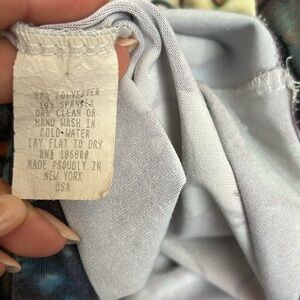 90% POLYESTER
10% SPANDEX
DRY CLEAN OR
HAND WASH IN
COLD WATER
LAY FLAT TO DRY
RN# 106880
MADE PROUDLY IN
NEW YORK
USA